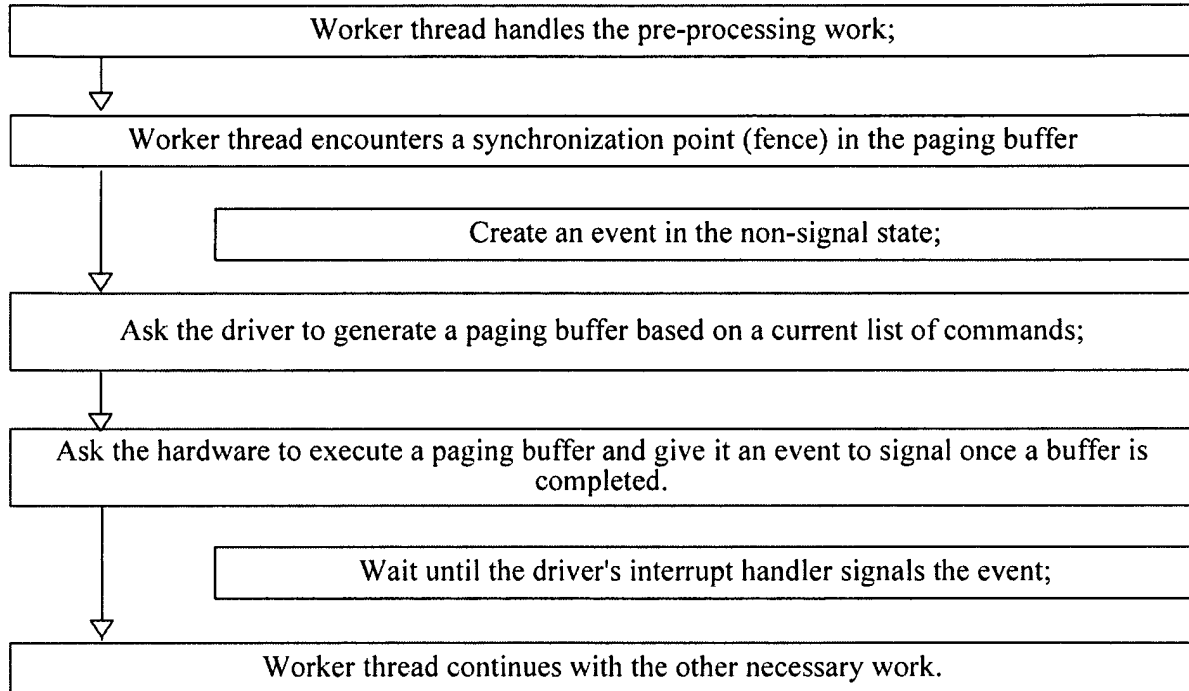 Worker thread handles the pre-processing work;
Worker thread encounters a synchronization point (fence) in the paging buffer
Create an event in the non-signal state;
Ask the driver to generate a paging buffer based on a current list of commands;
Ask the hardware to execute a paging buffer and give it an event to signal once a buffer is
completed.
Wait until the driver's interrupt handler signals the event;
Worker thread continues with the other necessary work.